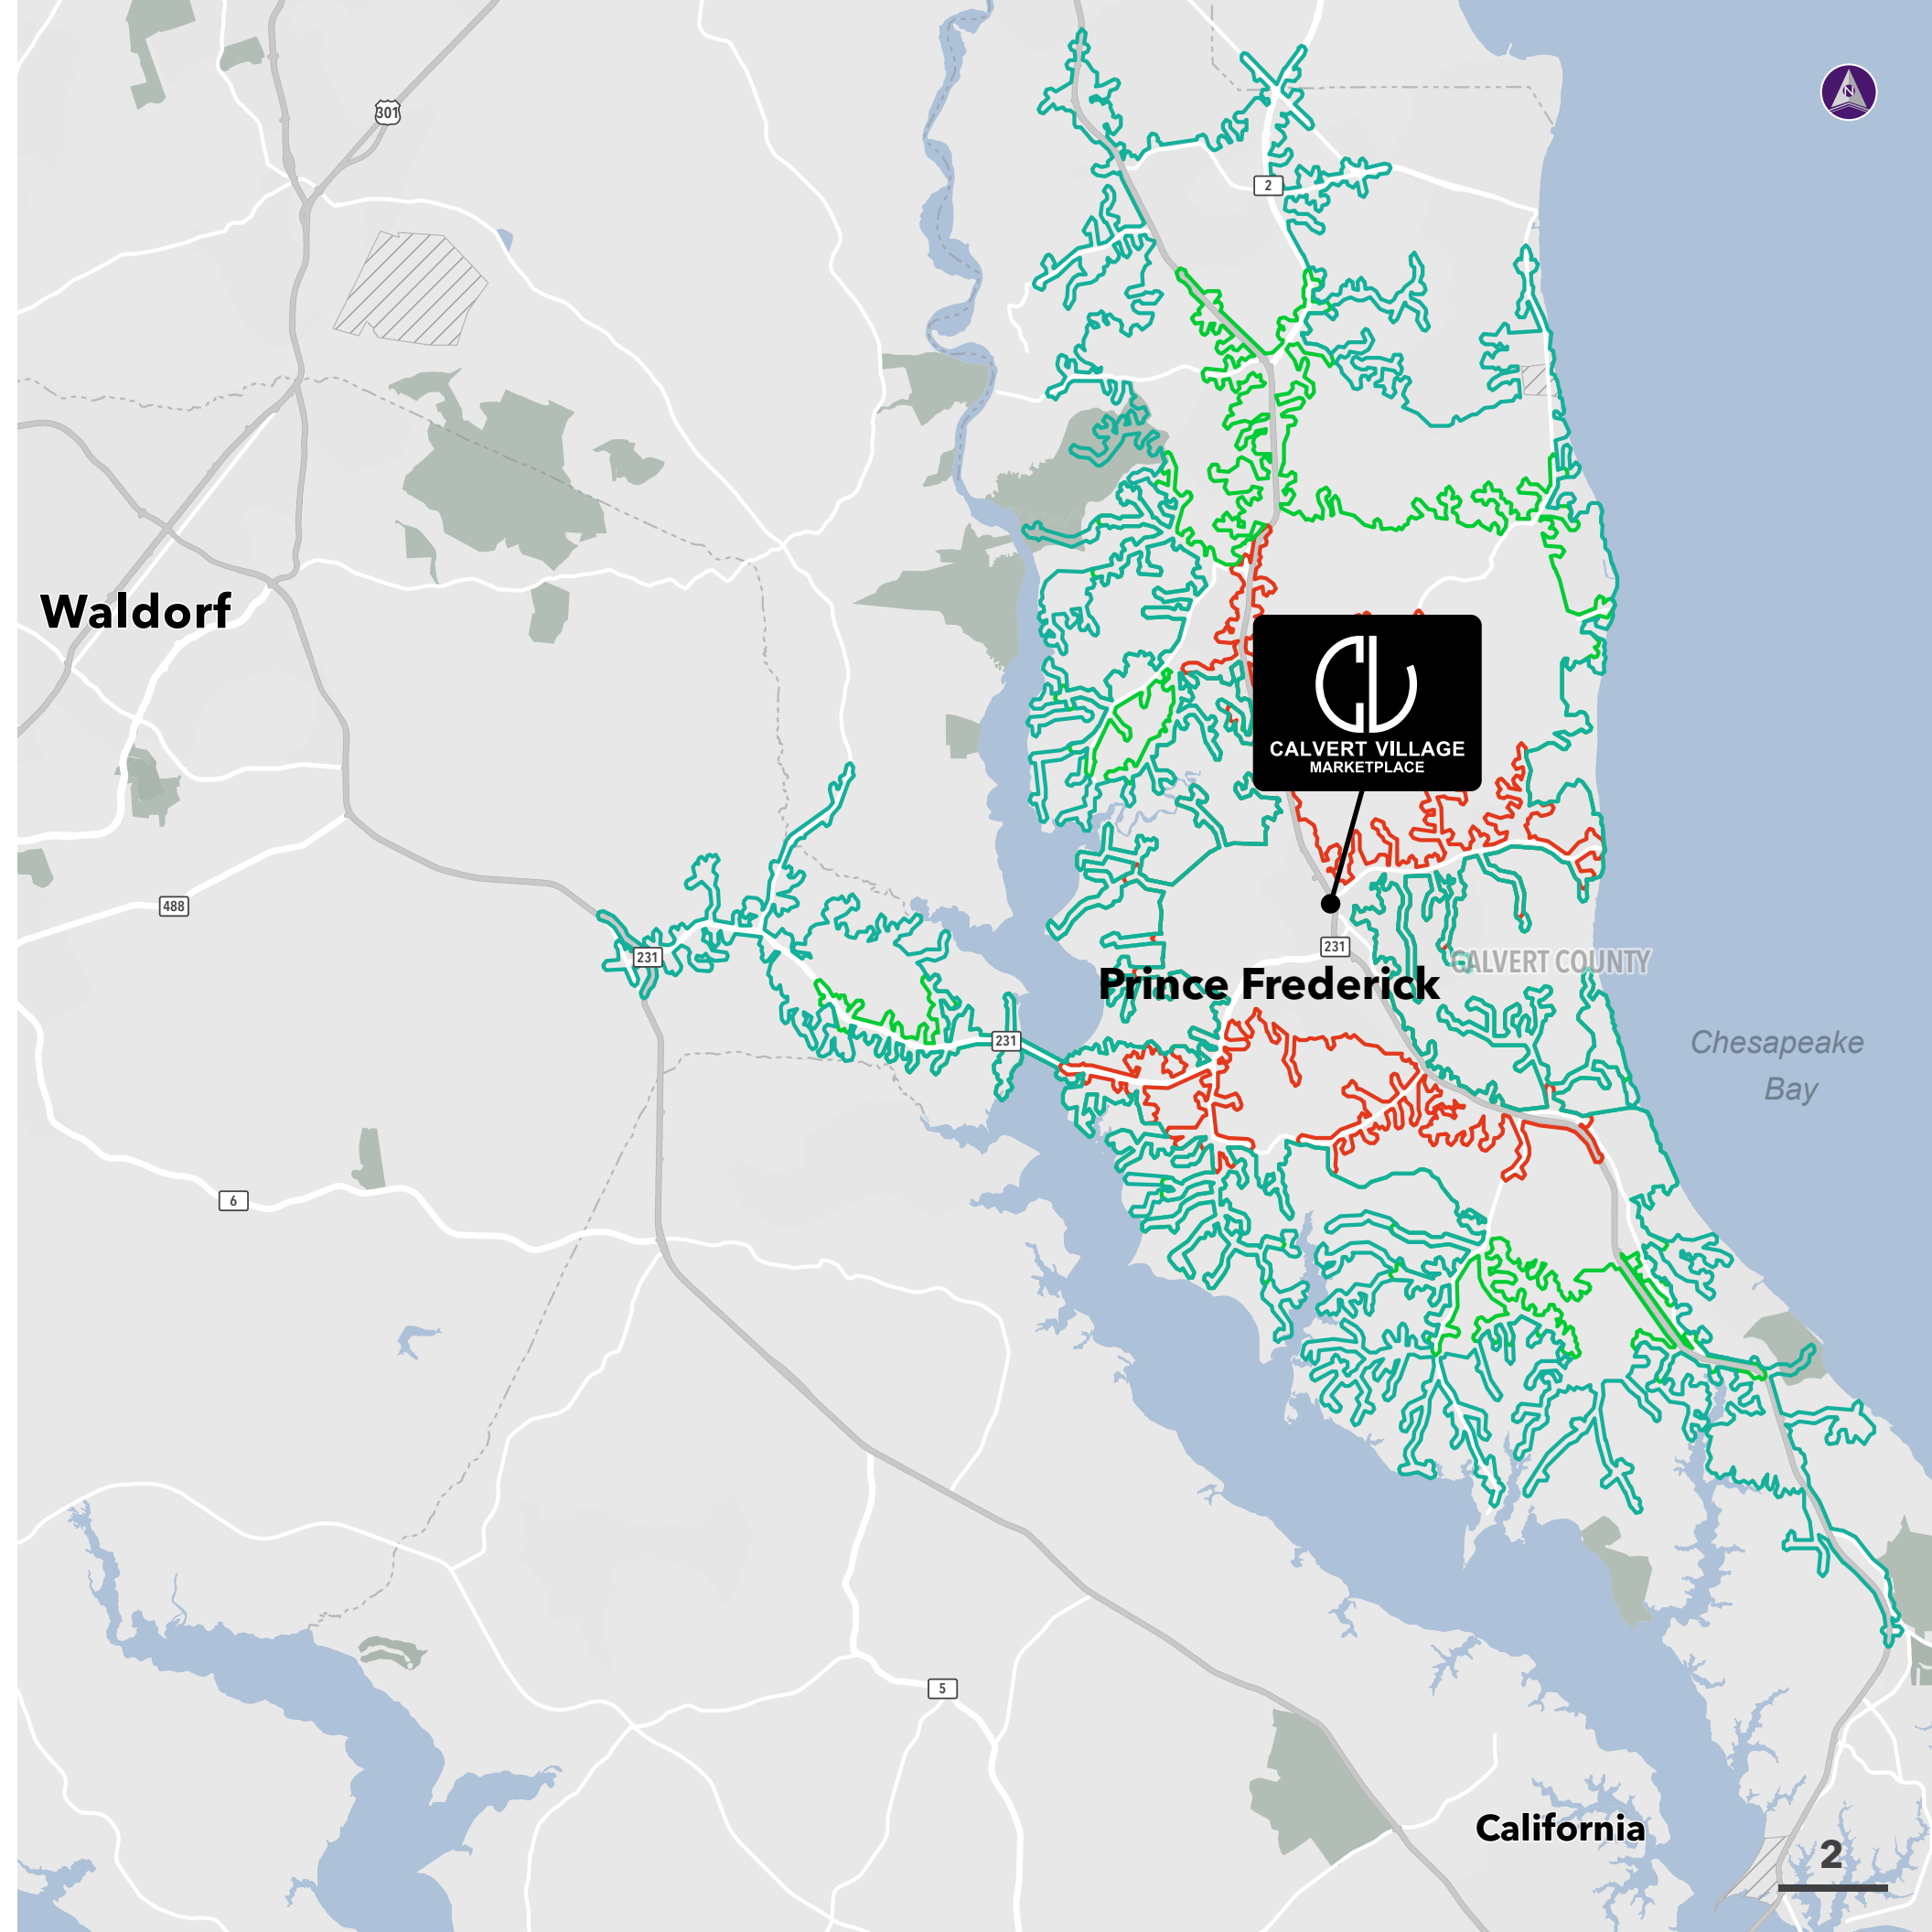 N
301
2
Waldorf
CALVERT VILLAGE
MARKETPLACE
488
231
231
CALVERT COUNTY
Prince Frederick
231
Chesapeake
Bay
6
5
California
2